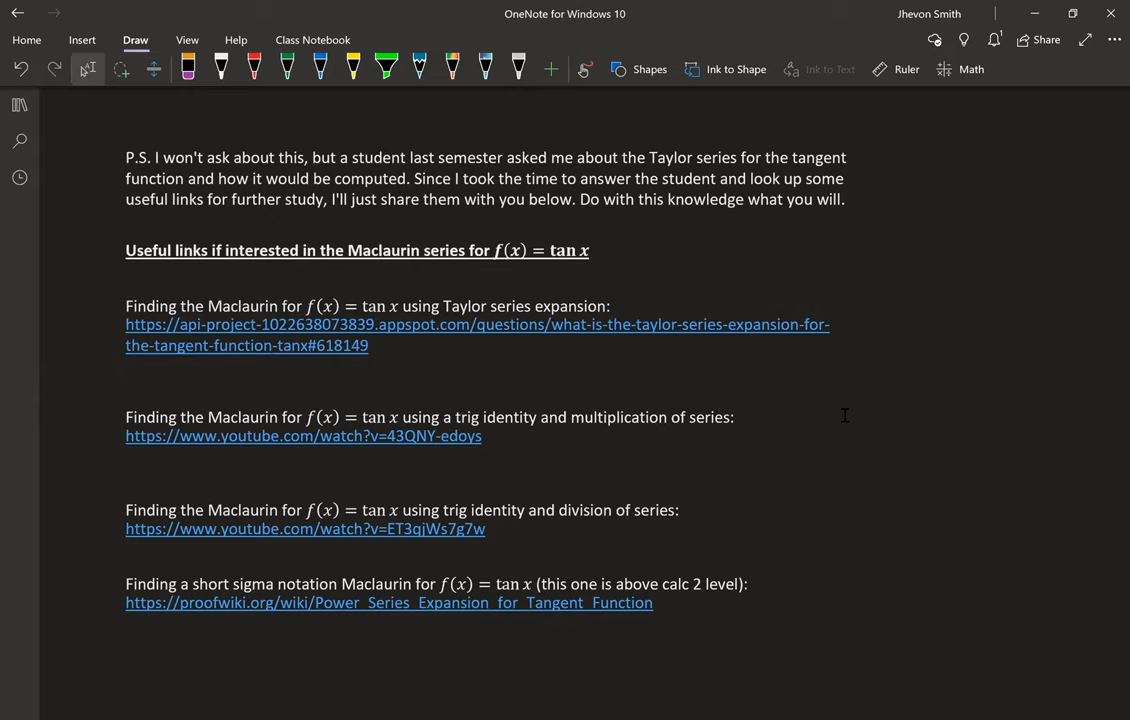 OneNote for Windows 10
Jhevon Smith
Home Insert Draw View Help Class Notebook
Share
Shapes Ink to Shape Ink to Text Ruler Math
P.S. I won't ask about this, but a student last semester asked me about the Taylor series for the tangent
function and how it would be computed. Since I took the time to answer the student and look up some
useful links for further study, I'll just share them with you below. Do with this knowledge what you will.
Useful links if interested in the Maclaurin series for f(x) = tan x
Finding the Maclaurin for f(x) = tan x using Taylor series expansion:
https://api-project-1022638073839.appspot.com/questions/what-is-the-taylor-series-expansion-for-
the-tangent-function-tanx#618149
Finding the Maclaurin for f(x) = tan x using a trig identity and multiplication of series:
https://www.youtube.com/watch?v=43QNY-edoys
Finding the Maclaurin for f(x) = tan x using trig identity and division of series:
https://www.youtube.com/watch?v=ET3qjWs7g7w
Finding a short sigma notation Maclaurin for f(x) = tan x (this one is above calc 2 level):
https://proofwiki.org/wiki/Power_Series_Expansion_for_Tangent_Function